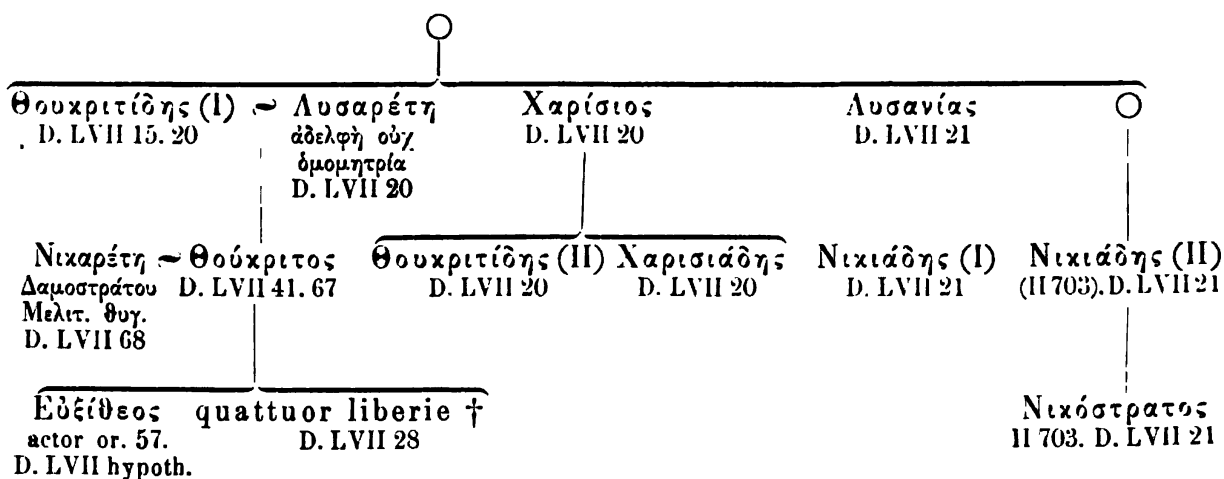 Θουκριτίδης (I) ~ Λυσαρέτη Χαρίσιος Λυσανίας
D. LVII 15. 20 ἀδελφὴ οὐχ D. LVII 20 D. LVII 21
ὁμομητρία
D. LVII 20
Νικαρέτη ~ Θούκριτος Θουκριτίδης (II) Χαρισιάδης Νικιάδης (I) Νικιάδης (II)
Δαμοστράτου D. LVII 41. 67 D. LVII 20 D. LVII 20 D. LVII 21 (II 703). D. LVII 21
Μελιτ. θυγ.
D. LVII 68
Εὐξίθεος quattuor liberie † Νικόστρατος
actor or. 57. D. LVII 28 II 703. D. LVII 21
D. LVII hypoth.